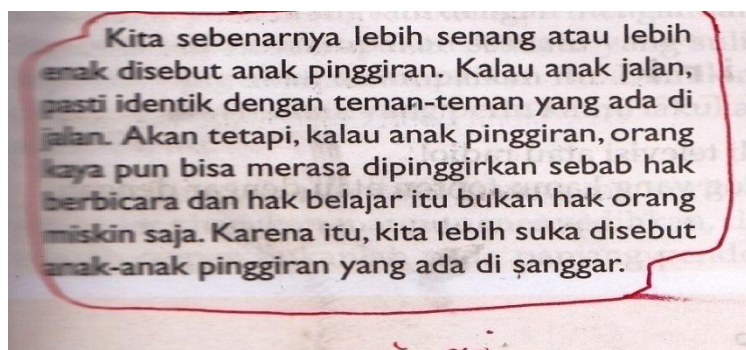 Kita sebenarnya lebih senang atau lebih
enak disebut anak pinggiran. Kalau anak jalan,
pasti identik dengan teman-teman yang ada di
jalan. Akan tetapi, kalau anak pinggiran, orang
kaya pun bisa merasa dipinggirkan sebab hak
berbicara dan hak belajar itu bukan hak orang
miskin saja. Karena itu, kita lebih suka disebut
anak-anak pinggiran yang ada di sanggar.